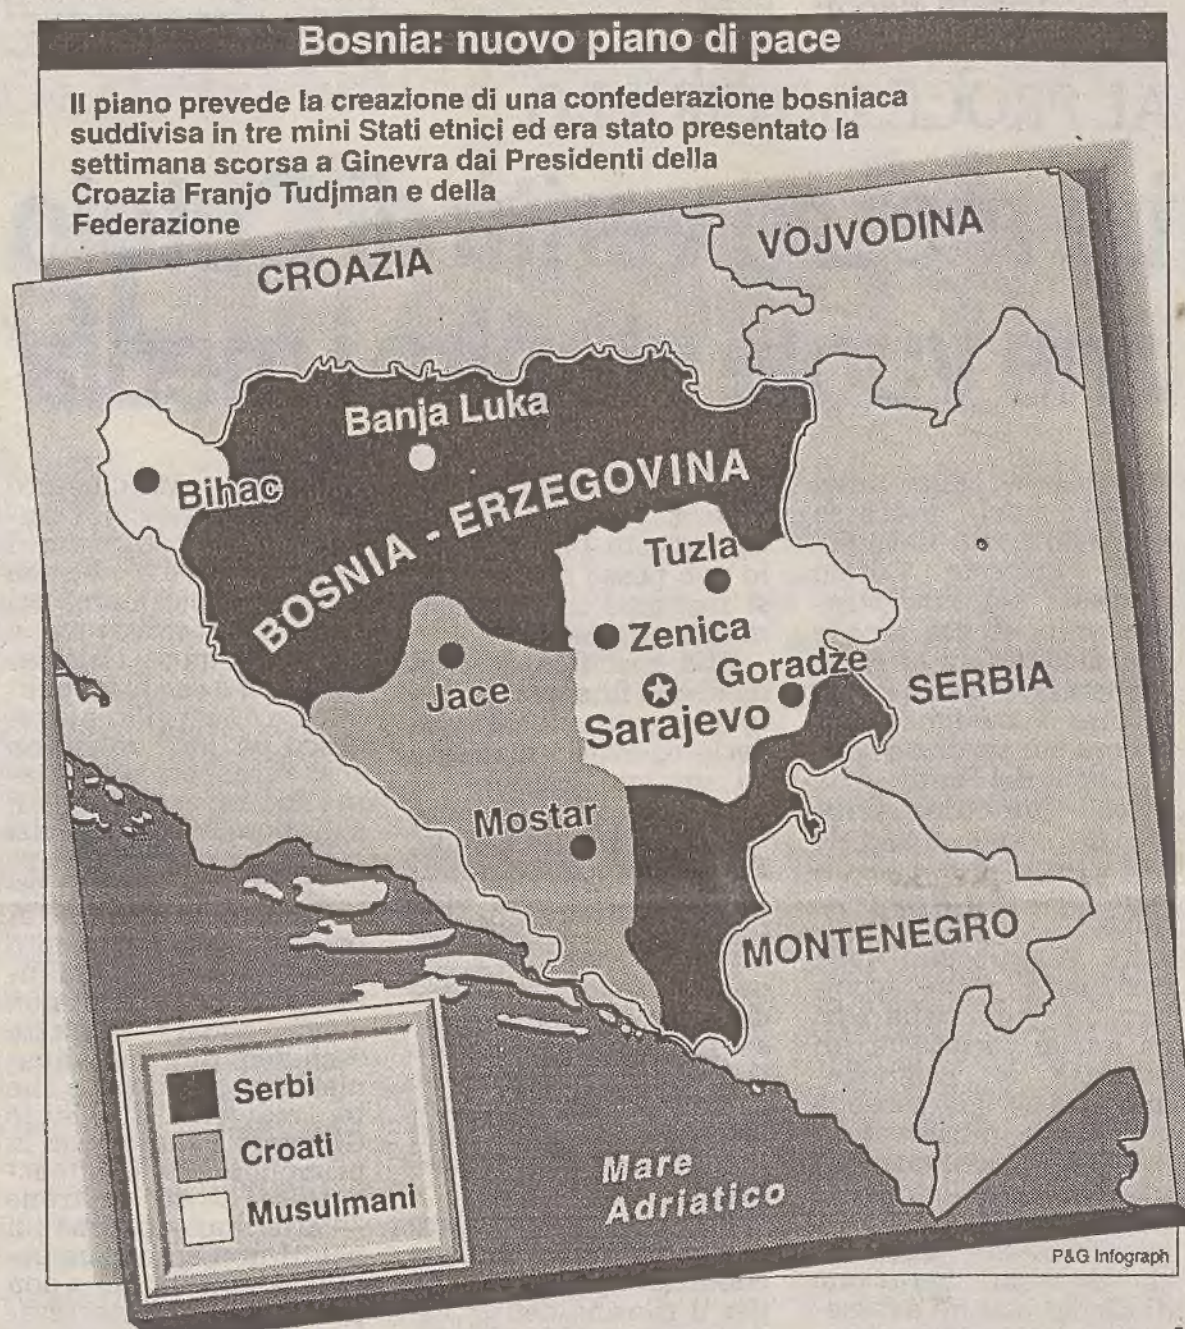 Bosnia: nuovo piano di pace
Il piano prevede la creazione di una confederazione bosniaca
suddivisa in tre mini Stati etnici ed era stato presentato la
settimana scorsa a Ginevra dai Presidenti della
Croazia Franjo Tudjman e della
Federazione
CROAZIA
VOJVODINA
Banja Luka
Bihac
BOSNIA - ERZEGOVINA
Tuzla
Zenica
Goradže
Jace
Sarajevo
SERBIA
Mostar
MONTENEGRO
Serbi
Croati
Musulmani
Mare
Adriatico
P&G Infograph